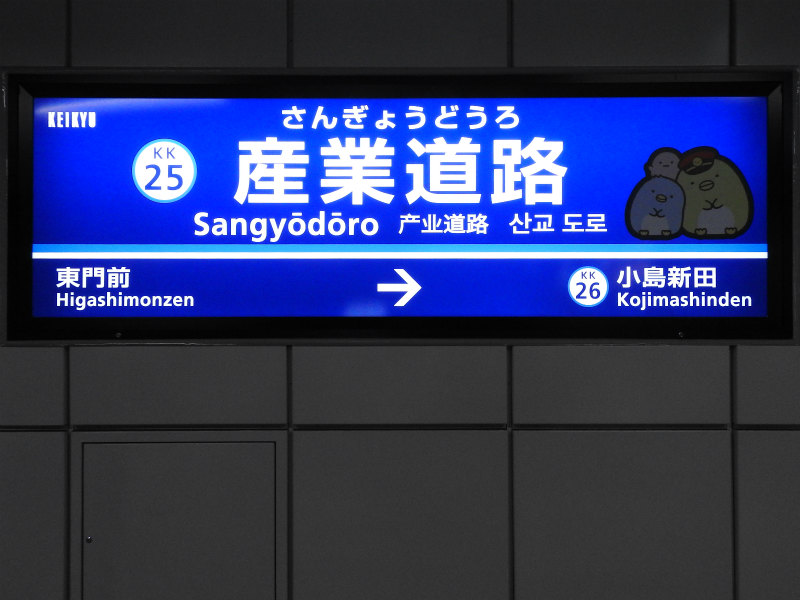 KEIKYU
さんぎょうどうろ
KK
25
産業道路
Sangyōdōro 产业道路 산교 도로
東門前
Higashimonzen
→
KK
26
小島新田
Kojimashinden